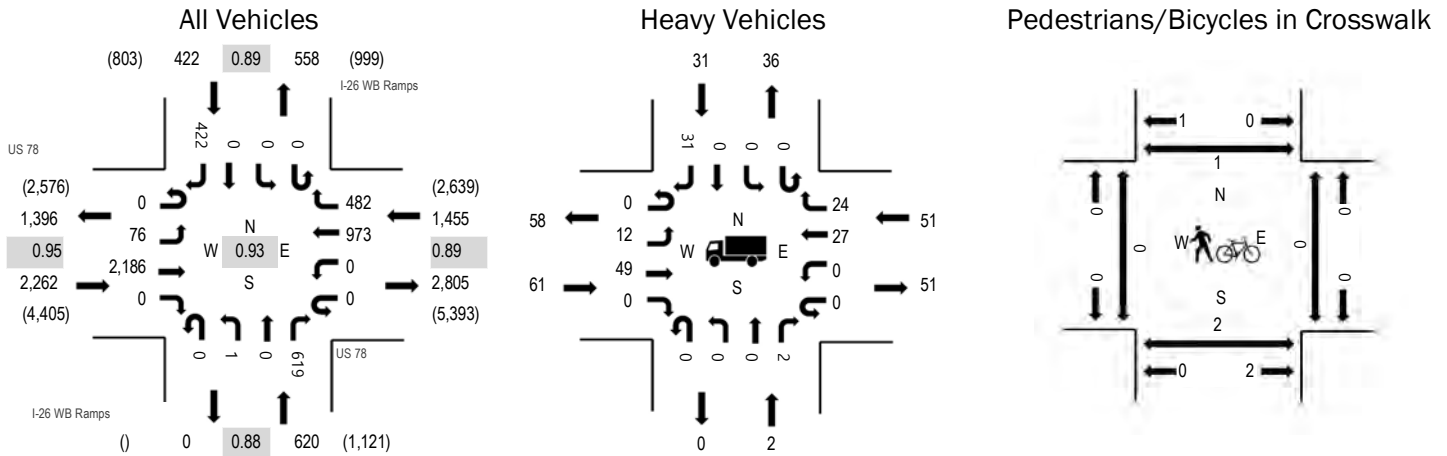 All Vehicles
Heavy Vehicles
Pedestrians/Bicycles in Crosswalk
(803) 422 0.89 558 (999)
I-26 WB Ramps
422 0 0 0
US 78
(2,576)
1,396
0.95
2,262
(4,405)
0
76
2,186
0
N
W 0.93 E
S
482
973
0
0
(2,639)
1,455
0.89
2,805
(5,393)
0 1 0 619
US 78
I-26 WB Ramps
() 0 0.88 620 (1,121)
31 36
31 0 0 0
58
61
0
12
49
0
N
W E
S
24
27
0
0
51
51
0 0 0 2
0 2
1 0
1
N
0 0 W E 0 0
0 0
S
2
0 2